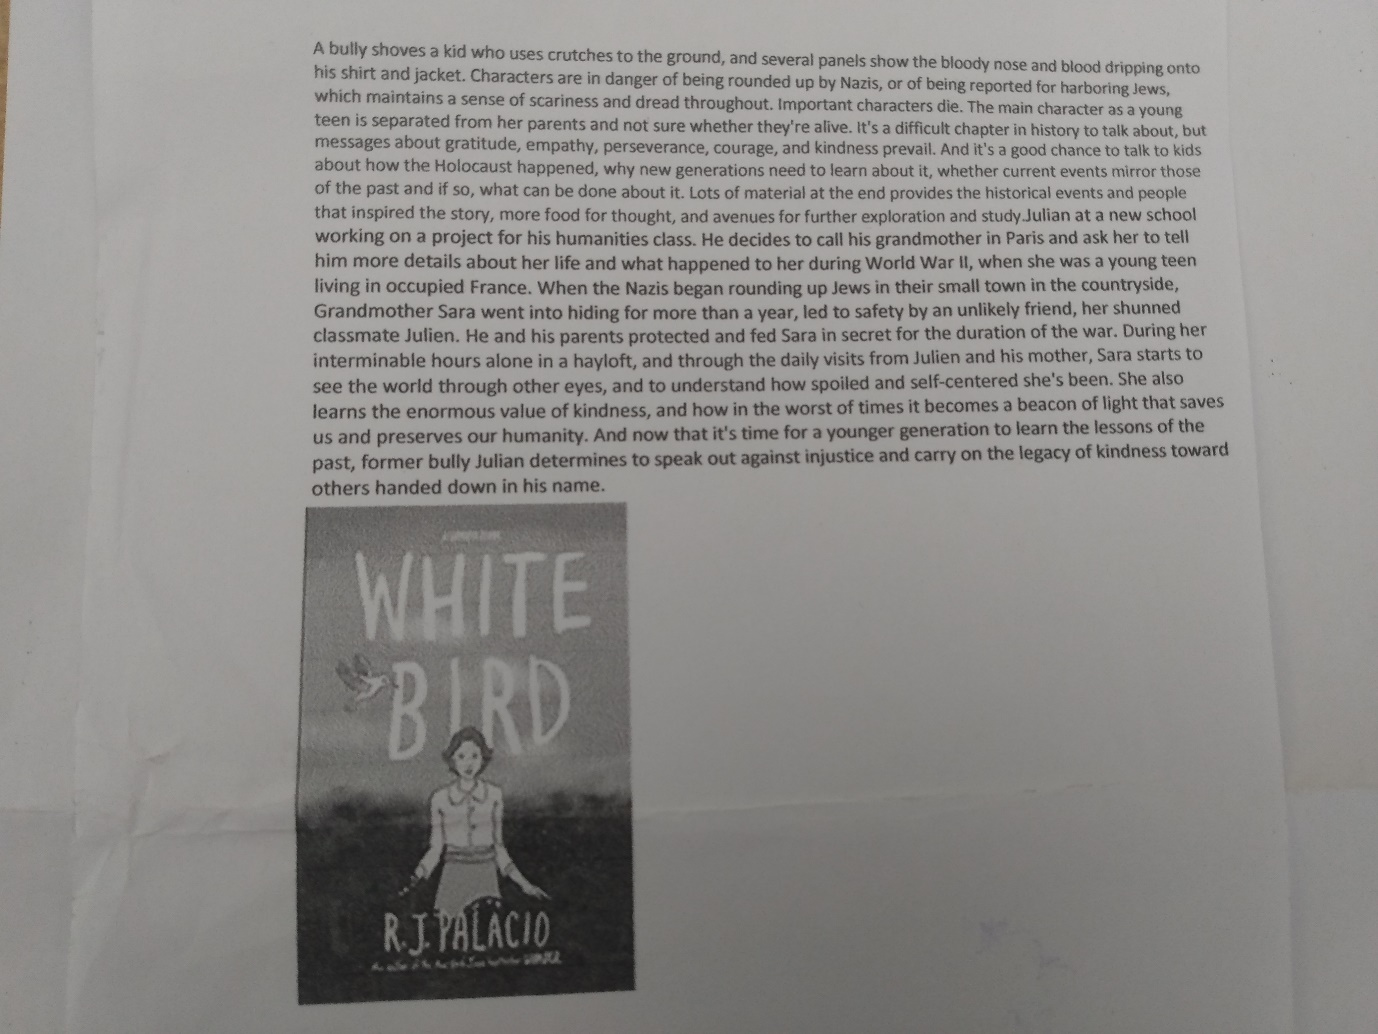 A bully shoves a kid who uses crutches to the ground, and several panels show the bloody nose and blood dripping onto
his shirt and jacket. Characters are in danger of being rounded up by Nazis, or of being reported for harboring Jews,
which maintains a sense of scariness and dread throughout. Important characters die. The main character as a young
teen is separated from her parents and not sure whether they're alive. It's a difficult chapter in history to talk about, but
messages about gratitude, empathy, perseverance, courage, and kindness prevail. And it's a good chance to talk to kids
about how the Holocaust happened, why new generations need to learn about it, whether current events mirror those
of the past and if so, what can be done about it. Lots of material at the end provides the historical events and people
that inspired the story, more food for thought, and avenues for further exploration and study.Julian at a new school
working on a project for his humanities class. He decides to call his grandmother in Paris and ask her to tell
him more details about her life and what happened to her during World War II, when she was a young teen
living in occupied France. When the Nazis began rounding up Jews in their small town in the countryside,
Grandmother Sara went into hiding for more than a year, led to safety by an unlikely friend, her shunned
classmate Julien. He and his parents protected and fed Sara in secret for the duration of the war. During her
interminable hours alone in a hayloft, and through the daily visits from Julien and his mother, Sara starts to
see the world through other eyes, and to understand how spoiled and self-centered she's been. She also
learns the enormous value of kindness, and how in the worst of times it becomes a beacon of light that saves
us and preserves our humanity. And now that it's time for a younger generation to learn the lessons of the
past, former bully Julian determines to speak out against injustice and carry on the legacy of kindness toward
others handed down in his name.
WHITE
BIRD
R.J. PALACIO